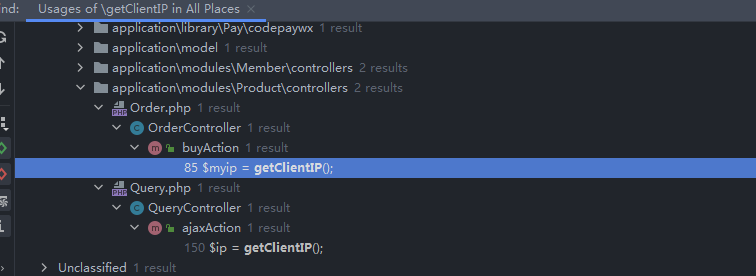 nd: Usages of \getClientIP in All Places ×
application\library\Pay\codepaywx 1 result
application\model 1 result
application\modules\Member\controllers 2 results
application\modules\Product\controllers 2 results
Order.php 1 result
OrderController 1 result
buyAction 1 result
85 $myip = getClientIP();
Query.php 1 result
QueryController 1 result
ajaxAction 1 result
150 $ip = getClientIP();
Unclassified 1 result